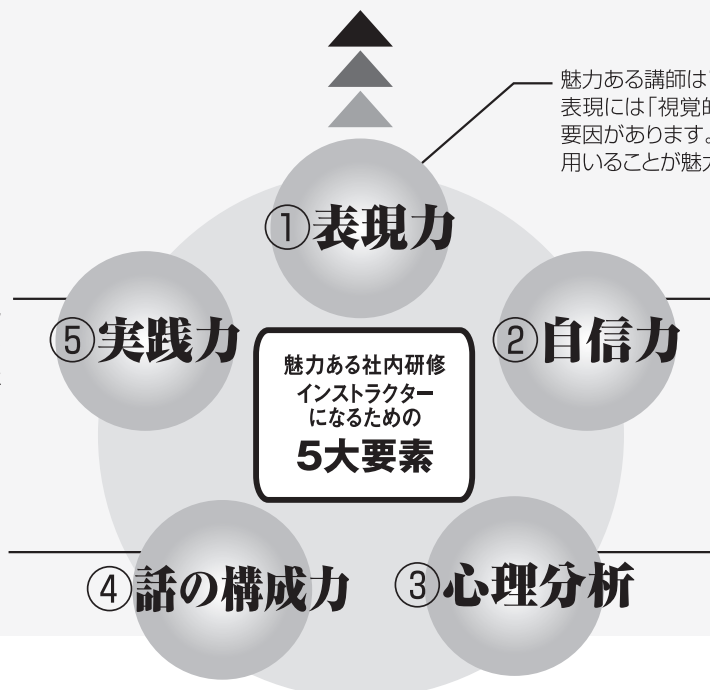 魅力ある講師は
表現には「視覚的
要因があります。
用いることが魅力
①表現力
⑤実践力
②自信力
魅力ある社内研修
インストラクター
になるための
5大要素
④話の構成力
③心理分析